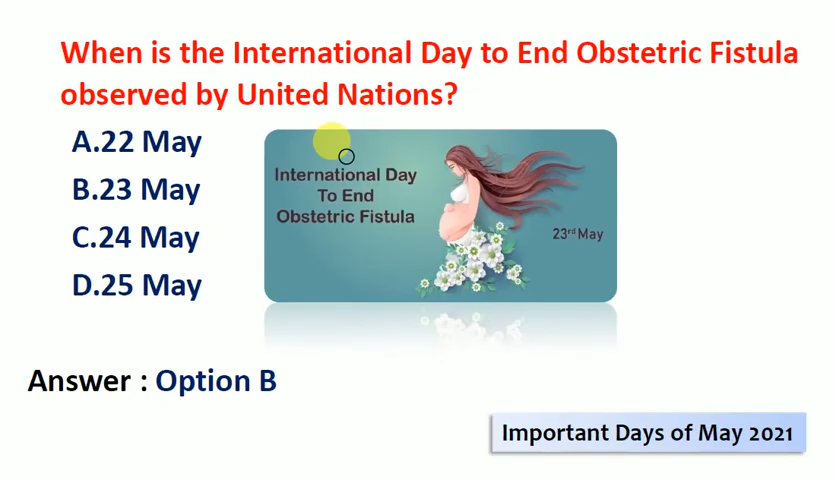 When is the International Day to End Obstetric Fistula
observed by United Nations?
A.22 May
B.23 May
C.24 May
D.25 May
International Day
To End
Obstetric Fistula
23rd May
Answer : Option B
Important Days of May 2021